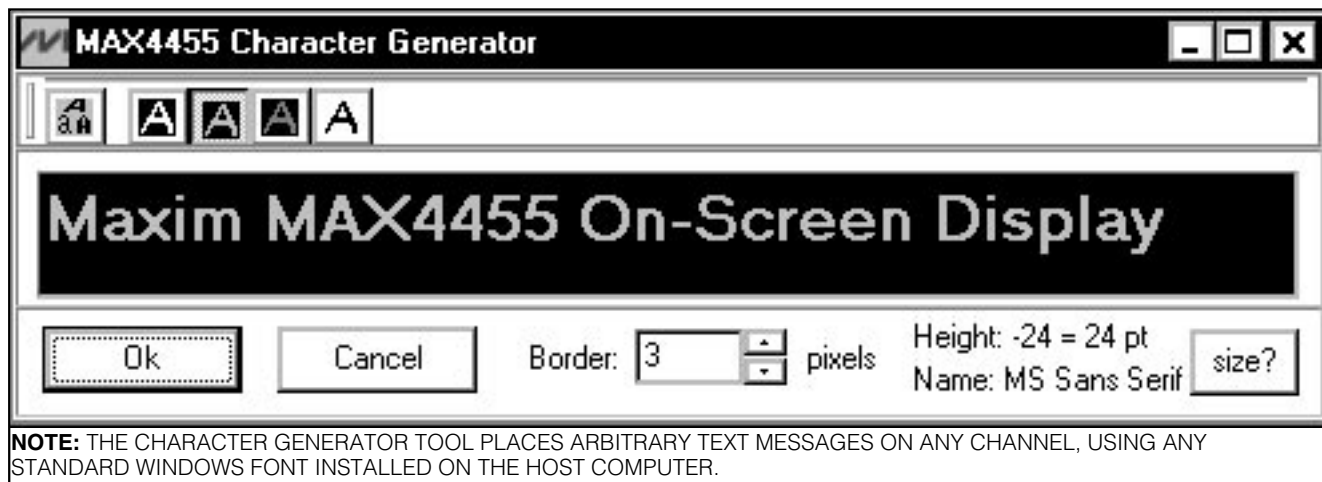 MAX4455 Character Generator
A aA A A A A
Maxim MAX4455 On-Screen Display
Ok Cancel Border: 3 pixels Height: -24 = 24 pt size?
Name: MS Sans Serif
NOTE: THE CHARACTER GENERATOR TOOL PLACES ARBITRARY TEXT MESSAGES ON ANY CHANNEL, USING ANY
STANDARD WINDOWS FONT INSTALLED ON THE HOST COMPUTER.